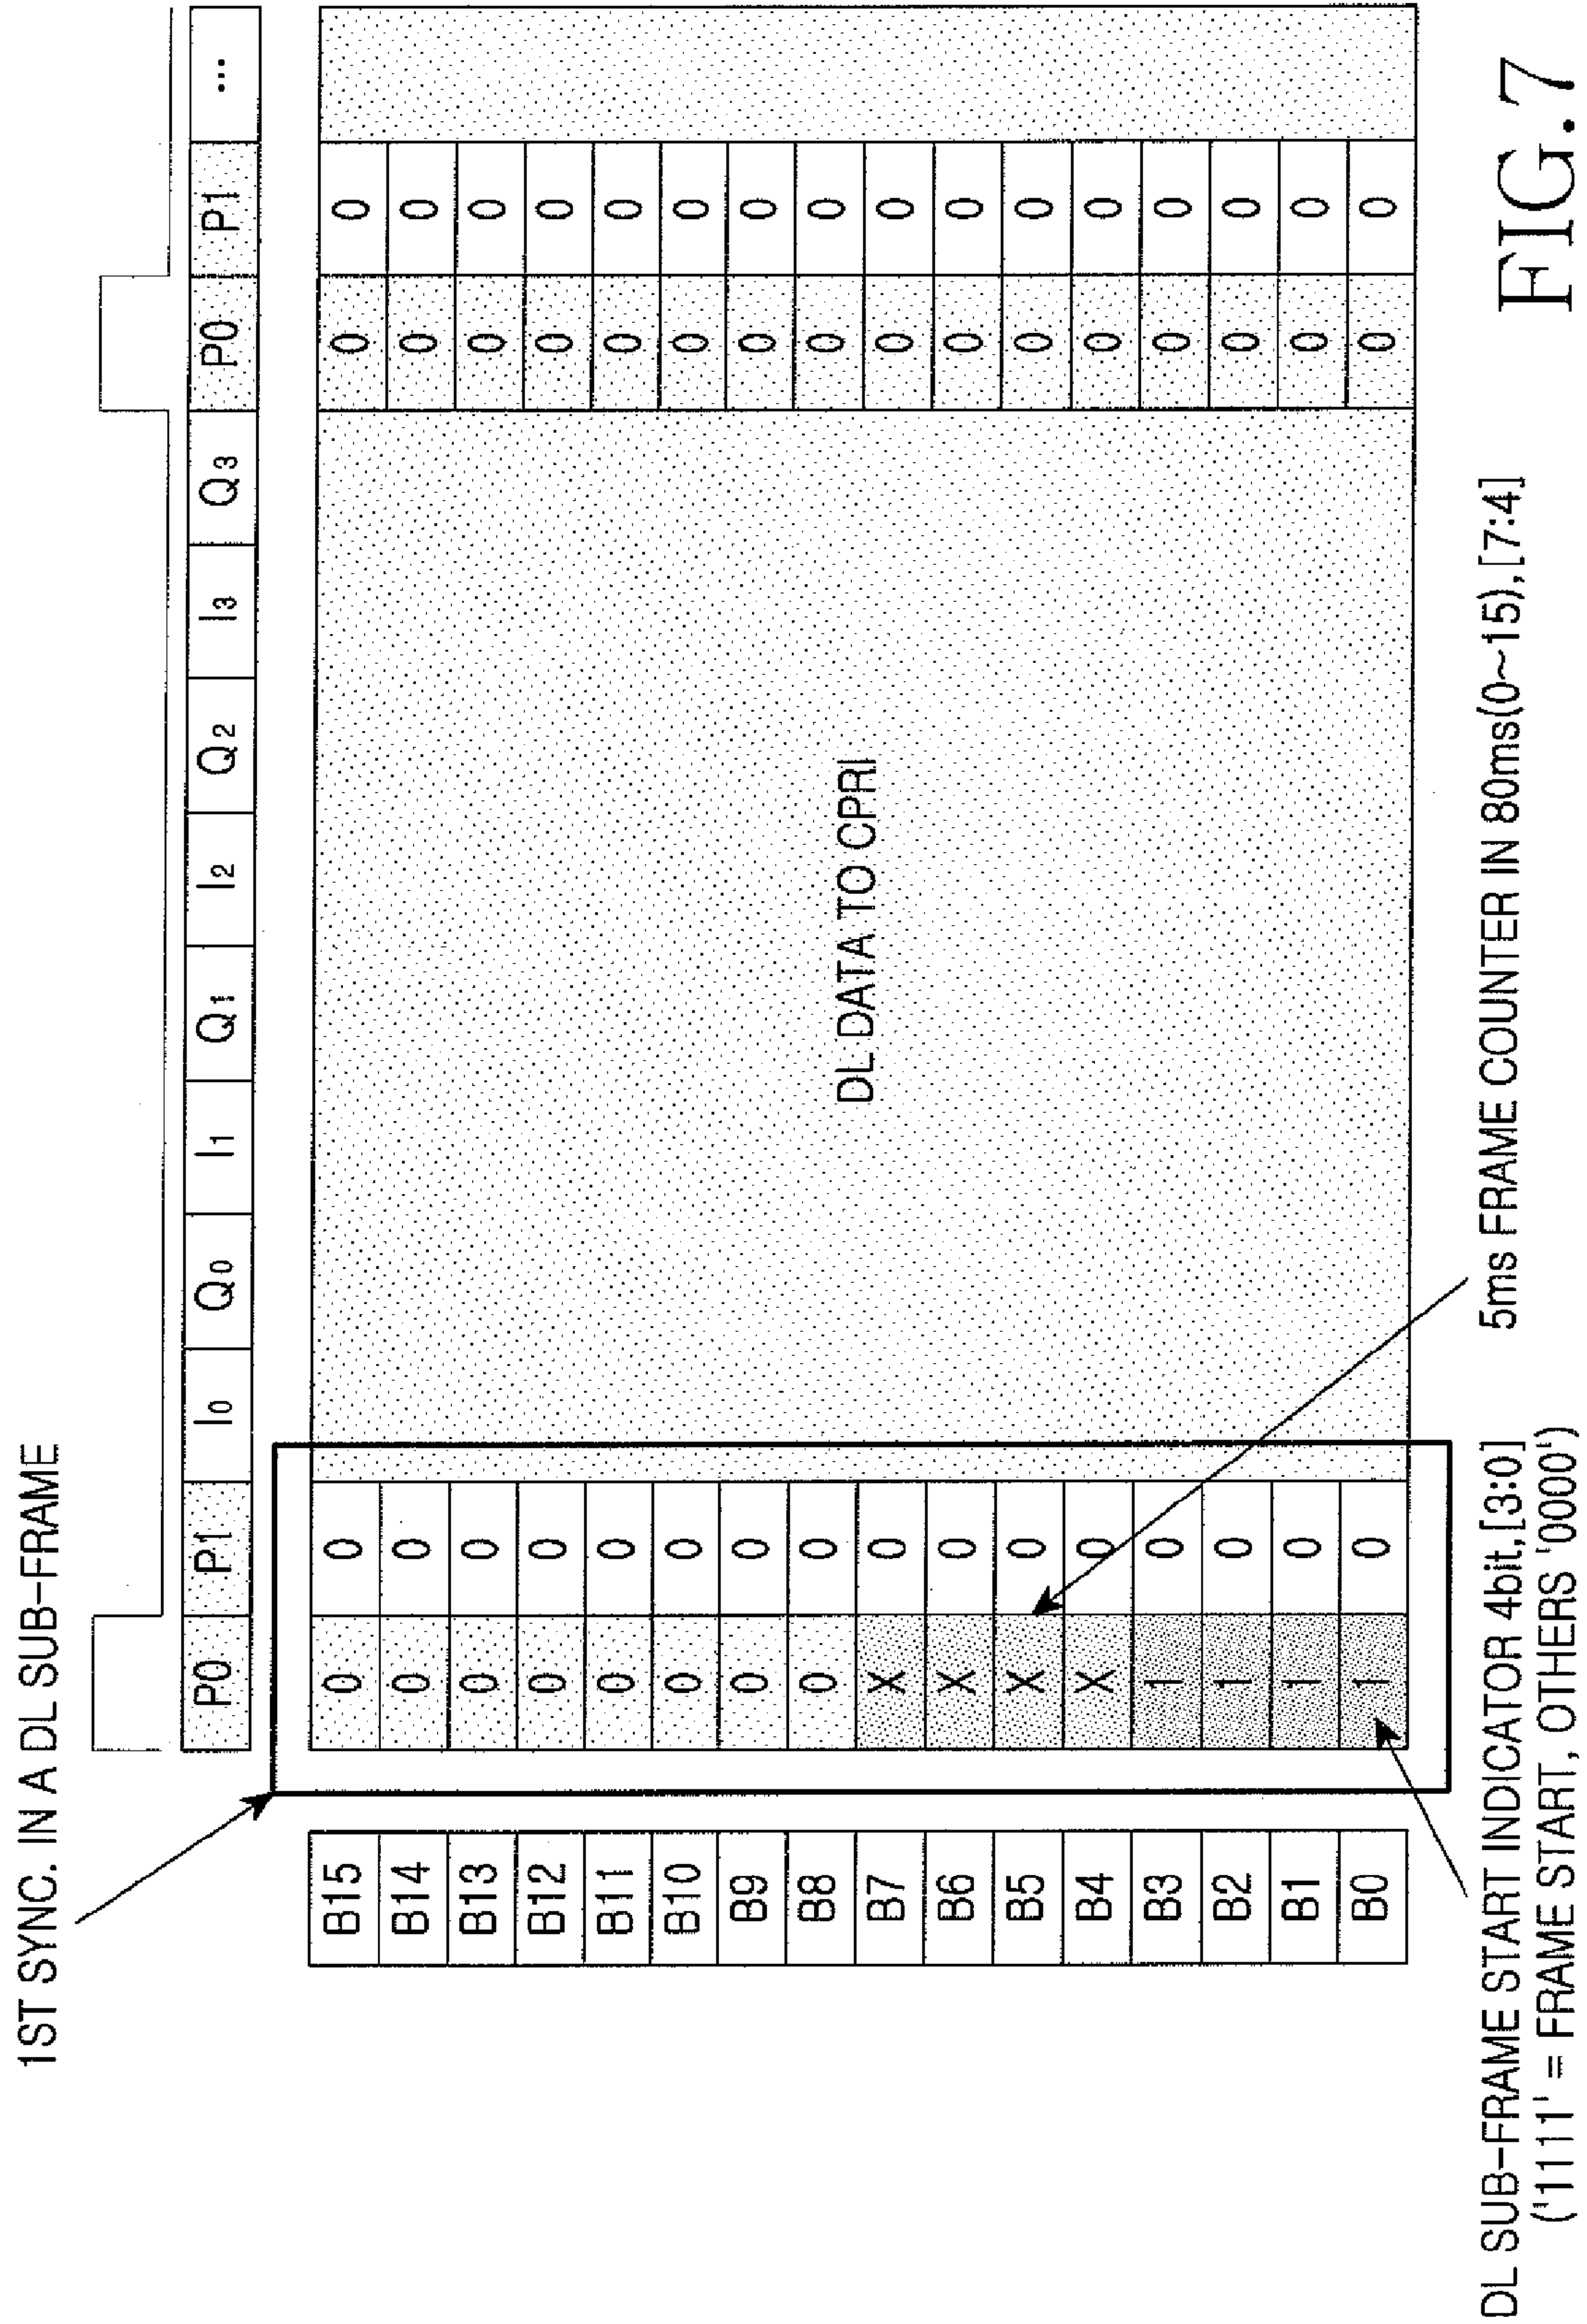 1ST SYNC. IN A DL SUB-FRAME
P0 P1 I0 Q0 I1 Q1 I2 Q2 I3 Q3 P0 P1 ...
B15 0 0 0 0
B14 0 0 0 0
B13 0 0 0 0
B12 0 0 0 0
B11 0 0 0 0
B10 0 0 0 0
B9 0 0 0 0
B8 0 0 DL DATA TO CPRI 0 0
B7 X 0 0 0
B6 X 0 0 0
B5 X 0 0 0
B4 X 0 0 0
B3 1 0 0 0
B2 1 0 0 0
B1 1 0 0 0
B0 1 0 0 0
DL SUB-FRAME START INDICATOR 4bit,[3:0]
('1111' = FRAME START, OTHERS '0000')
5ms FRAME COUNTER IN 80ms(0~15),[7:4]
FIG.7